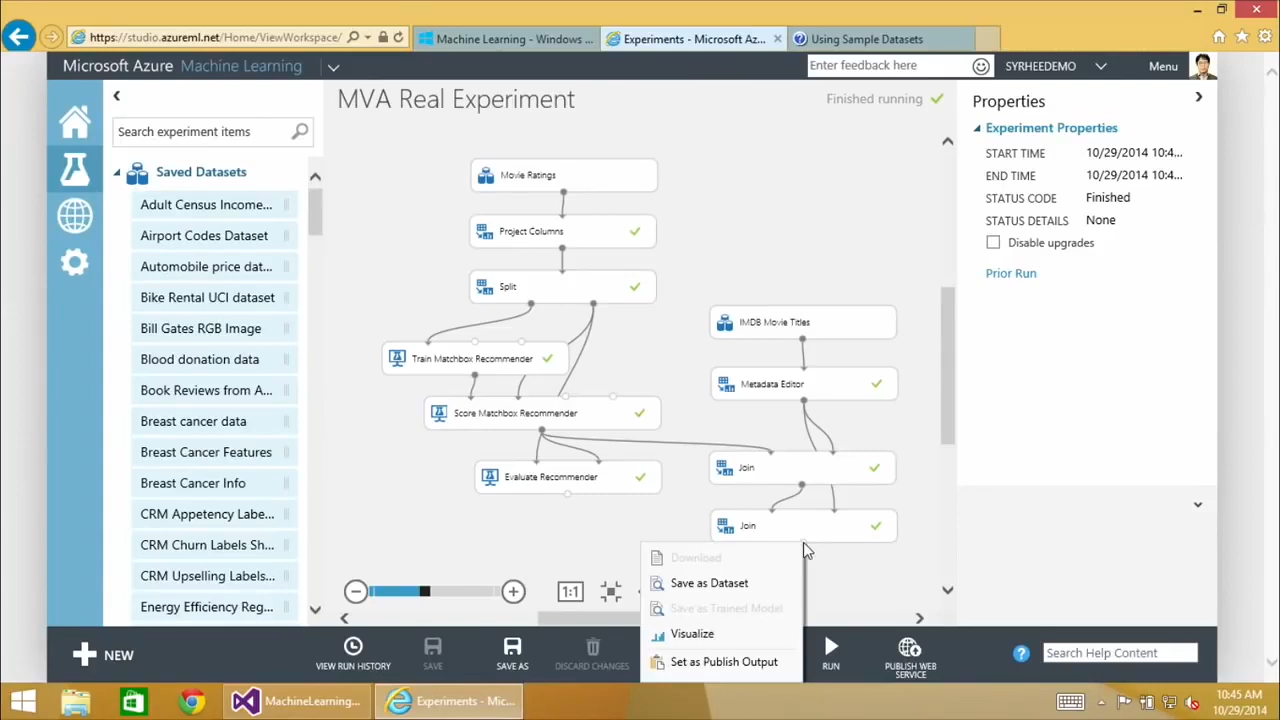 https://studio.azureml.net/Home/ViewWorkspace/
Machine Learning - Windows ...
Experiments - Microsoft Az...
Using Sample Datasets
Microsoft Azure Machine Learning
Enter feedback here
SYRHEEDEMO
Menu
MVA Real Experiment
Finished running
Properties
Search experiment items
Experiment Properties
START TIME 10/29/2014 10:4...
END TIME 10/29/2014 10:4...
STATUS CODE Finished
STATUS DETAILS None
Disable upgrades
Prior Run
Saved Datasets
Adult Census Income...
Airport Codes Dataset
Automobile price dat...
Bike Rental UCI dataset
Bill Gates RGB Image
Blood donation data
Book Reviews from A...
Breast cancer data
Breast Cancer Features
Breast Cancer Info
CRM Appetency Labe...
CRM Churn Labels Sh...
CRM Upselling Labels...
Energy Efficiency Reg...
Movie Ratings
Project Columns
Split
Train Matchbox Recommender
Score Matchbox Recommender
Evaluate Recommender
IMDB Movie Titles
Metadata Editor
Join
Join
1:1
Download
Save as Dataset
Save as Trained Model
Visualize
Set as Publish Output
NEW
VIEW RUN HISTORY
SAVE
SAVE AS
DISCARD CHANGES
RUN
PUBLISH WEB
SERVICE
Search Help Content
MachineLearning...
Experiments - Mic...
10:45 AM
10/29/2014